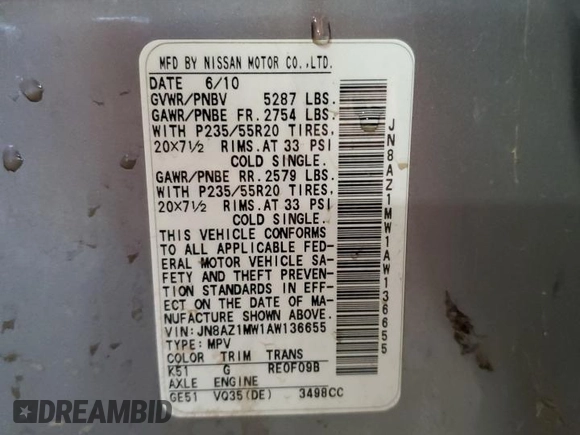 MFD BY NISSAN MOTOR CO.,LTD.
DATE 6/10
GVWR/PNBV 5287 LBS.
GAWR/PNBE FR. 2754 LBS.
WITH P235/55R20 TIRES,
20×7½ RIMS. AT 33 PSI
COLD SINGLE.
GAWR/PNBE RR. 2579 LBS.
WITH P235/55R20 TIRES,
20×7½ RIMS. AT 33 PSI
COLD SINGLE.
THIS VEHICLE CONFORMS
TO ALL APPLICABLE FED-
ERAL MOTOR VEHICLE SA-
FETY AND THEFT PREVEN-
TION STANDARDS IN EFF-
ECT ON THE DATE OF MA-
NUFACTURE SHOWN ABOVE.
VIN: JN8AZ1MW1AW136655
TYPE: MPV
COLOR TRIM TRANS
K51 G RE0F09B
AXLE ENGINE
GE51 VQ35(DE) 3498CC
JN8AZ1MW1AW136655
DREAMBID